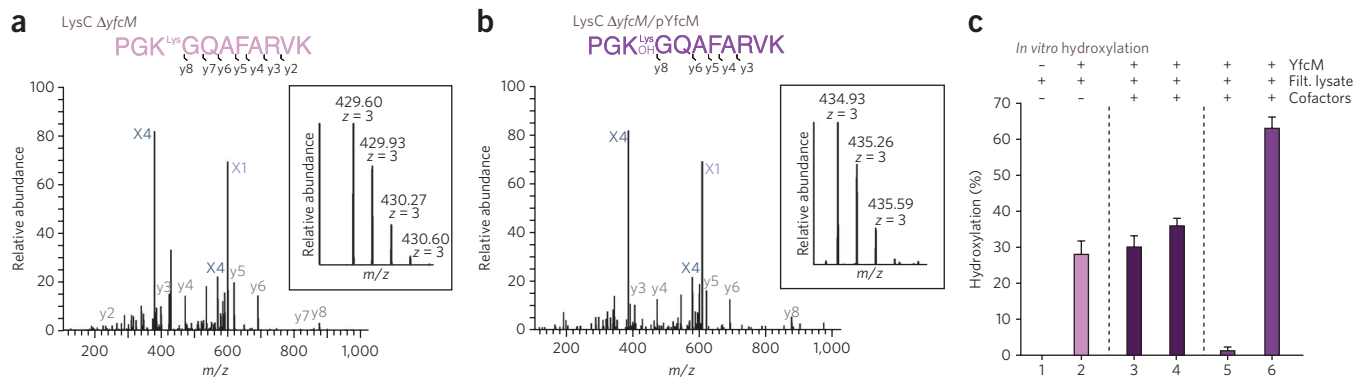 a
LysC ΔyfcM
PGK Lys GQAFARVK
y8 y7 y6 y5 y4 y3 y2
Relative abundance
100
80
60
40
20
0
X4
X1
X4
y2
y3
y4
y5
y6
y7
y8
200 400 600 800 1,000
m/z
Relative abundance
429.60
z = 3
429.93
z = 3
430.27
z = 3
430.60
z = 3
m/z
b
LysC ΔyfcM/pYfcM
PGK Lys OH GQAFARVK
y8 y6 y5 y4 y3
Relative abundance
100
80
60
40
20
0
X4
X1
X4
y3
y4
y5
y6
y8
200 400 600 800 1,000
m/z
Relative abundance
434.93
z = 3
435.26
z = 3
435.59
z = 3
m/z
c
In vitro hydroxylation
– + + + + + YfcM
+ + + + + + Filt. lysate
– – + + + + Cofactors
Hydroxylation (%)
70
60
50
40
30
20
10
0
1 2 3 4 5 6